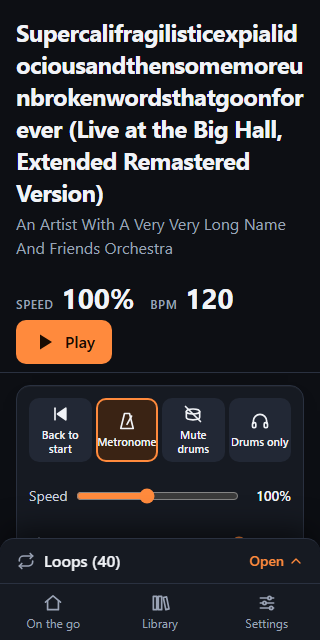 Supercalifragilisticexpialid
ociousandthensomemoreu
nbrokenwordsthatgoonfor
ever (Live at the Big Hall,
Extended Remastered
Version)
An Artist With A Very Very Long Name
And Friends Orchestra
SPEED 100% BPM 120
Play
Back to start
Metronome
Mute drums
Drums only
Speed 100%
Loops (40) Open
On the go Library Settings